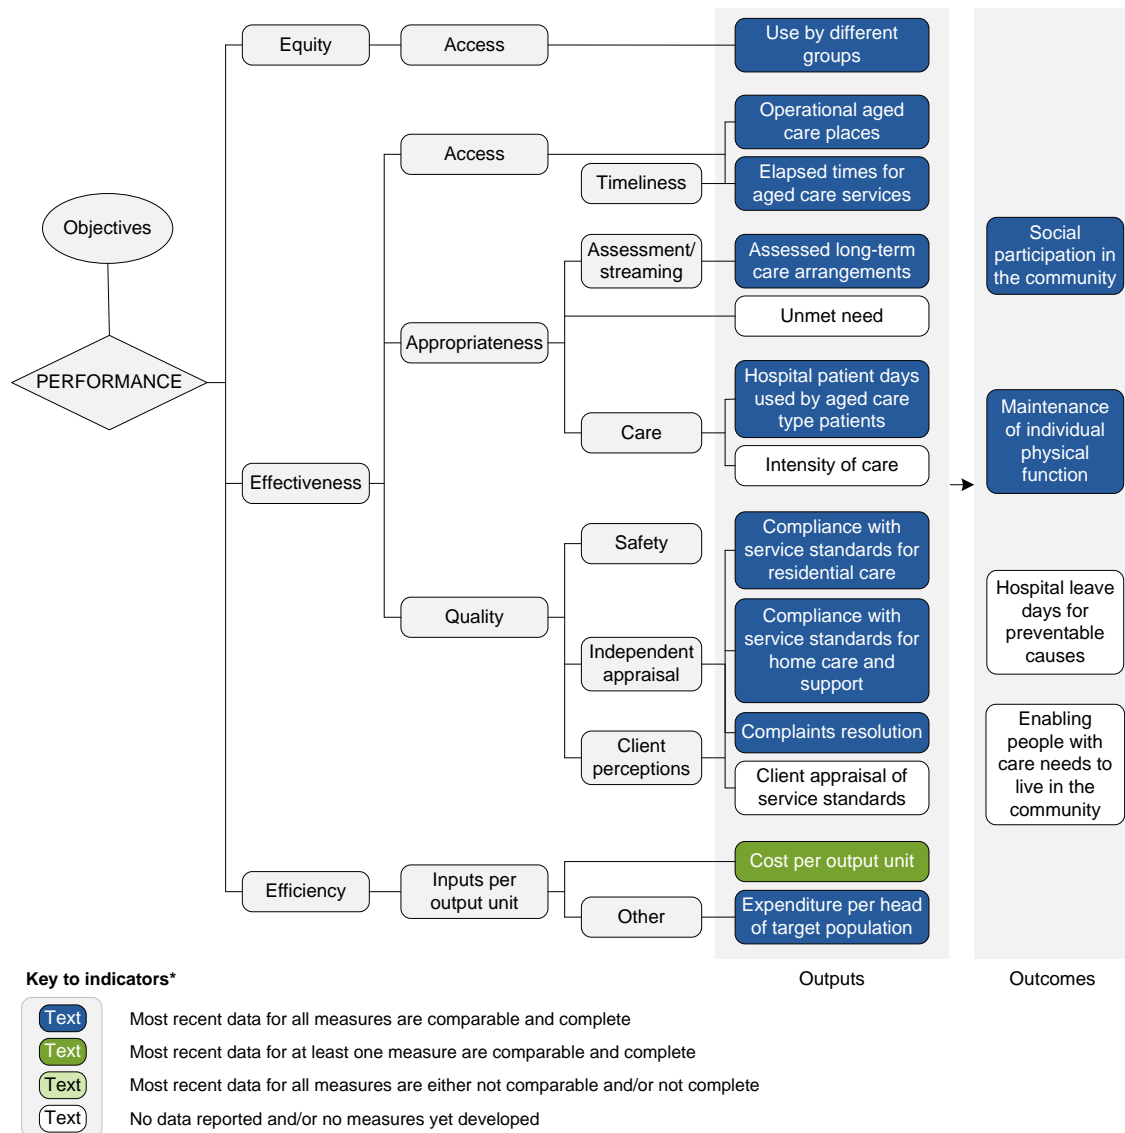 Equity
Access
Use by different
groups
Operational aged
care places
Access
Timeliness
Elapsed times for
aged care services
Objectives
Assessment/
streaming
Assessed long-term
care arrangements
Social
participation in
the community
Unmet need
Appropriateness
PERFORMANCE
Hospital patient days
used by aged care
type patients
Maintenance
of individual
physical
function
Care
Intensity of care
Effectiveness
Safety
Compliance with
service standards for
residential care
Quality
Hospital leave
days for
preventable
causes
Independent
appraisal
Compliance with
service standards for
home care and
support
Complaints resolution
Client
perceptions
Client appraisal of
service standards
Enabling
people with
care needs to
live in the
community
Cost per output unit
Efficiency
Inputs per
output unit
Other
Expenditure per head
of target population
Key to indicators*
Outputs
Outcomes
Text
Most recent data for all measures are comparable and complete
Text
Most recent data for at least one measure are comparable and complete
Text
Most recent data for all measures are either not comparable and/or not complete
Text
No data reported and/or no measures yet developed